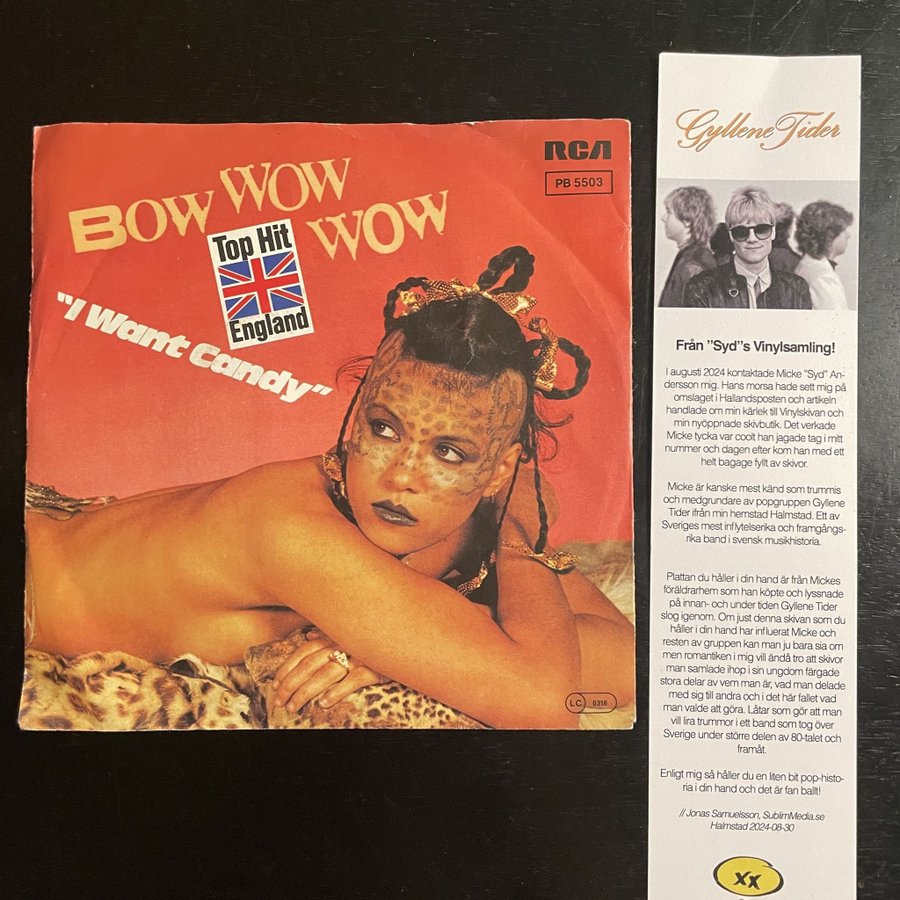 BOW WOW WOW
Top Hit
England
"I Want Candy"
RCA
PB 5503
LC 0316
Gyllene Tider
Från "Syd"s Vinylsamling!
I augusti 2024 kontaktade Micke "Syd" An-
dersson mig. Hans morsa hade sett mig på
omslaget i Hallandsposten och artikeln
handlade om min kärlek till Vinylskivan och
min nyöppnade skivbutik. Det verkade
Micke tycka var coolt han jagade tag i mitt
nummer och dagen efter kom han med ett
helt bagage fyllt av skivor.
Micke är kanske mest känd som trummis
och medgrundare av popgruppen Gyllene
Tider ifrån min hemstad Halmstad. Ett av
Sveriges mest inflytelserika och framgångs-
rika band i svensk musikhistoria.
Plattan du håller i din hand är från Mickes
föräldrarhem som han köpte och lyssnade
på innan- och under tiden Gyllene Tider
slog igenom. Om just denna skivan som du
håller i din hand har influerat Micke och
resten av gruppen kan man ju bara sia om
men romantiken i mig vill ändå tro att skivor
man samlade ihop i sin ungdom färgade
stora delar av vem man är, vad man delade
med sig till andra och i det här fallet vad
man valde att göra. Låtar som gör att man
vill lira trummor i ett band som tog över
Sverige under större delen av 80-talet och
framåt.
Enligt mig så håller du en liten bit pop-histo-
ria i din hand och det är fan ballt!
// Jonas Samuelsson, SublimMedia.se
Halmstad 2024-08-30
XX